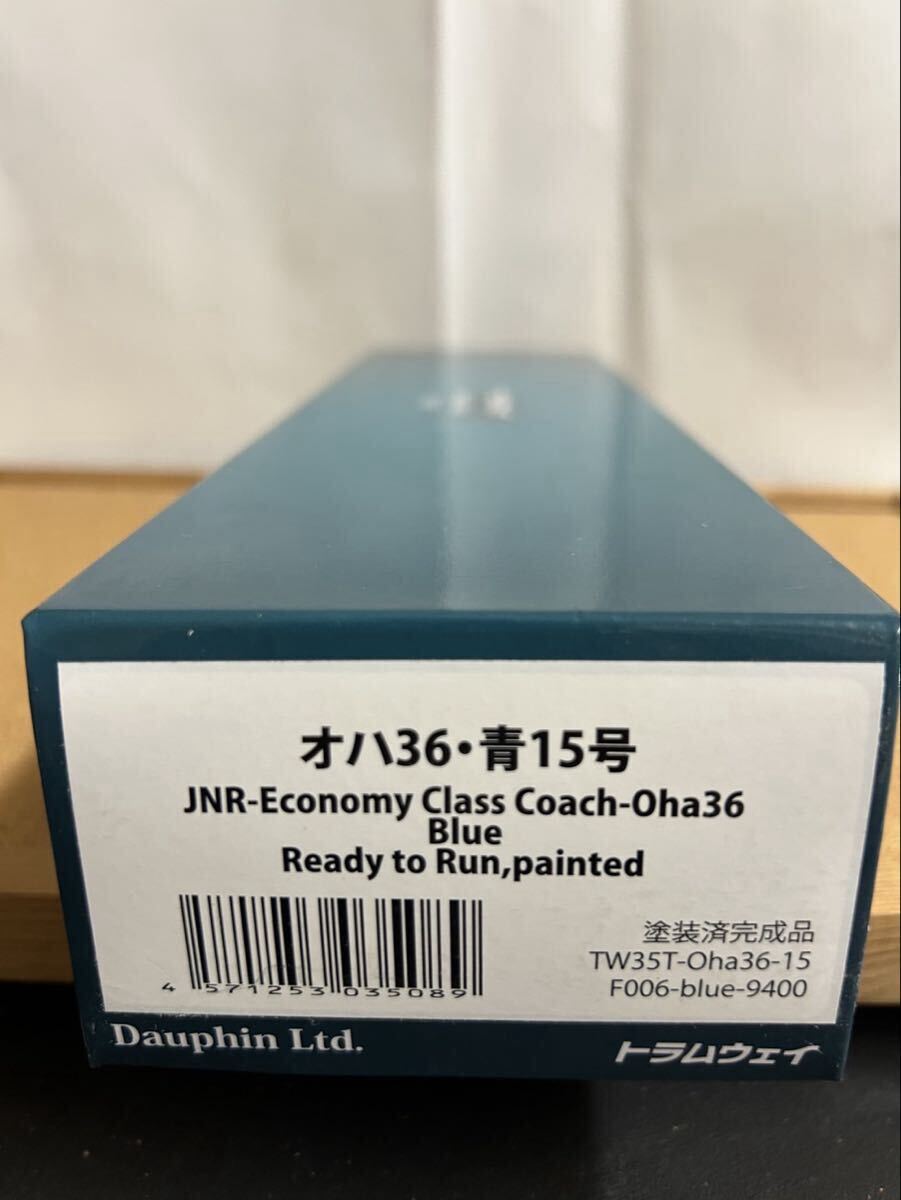 オハ36・青15号
JNR-Economy Class Coach-Oha36
Blue
Ready to Run,painted
塗装済完成品
TW35T-Oha36-15
F006-blue-9400
4 571253 035089
Dauphin Ltd.
トラムウェイ